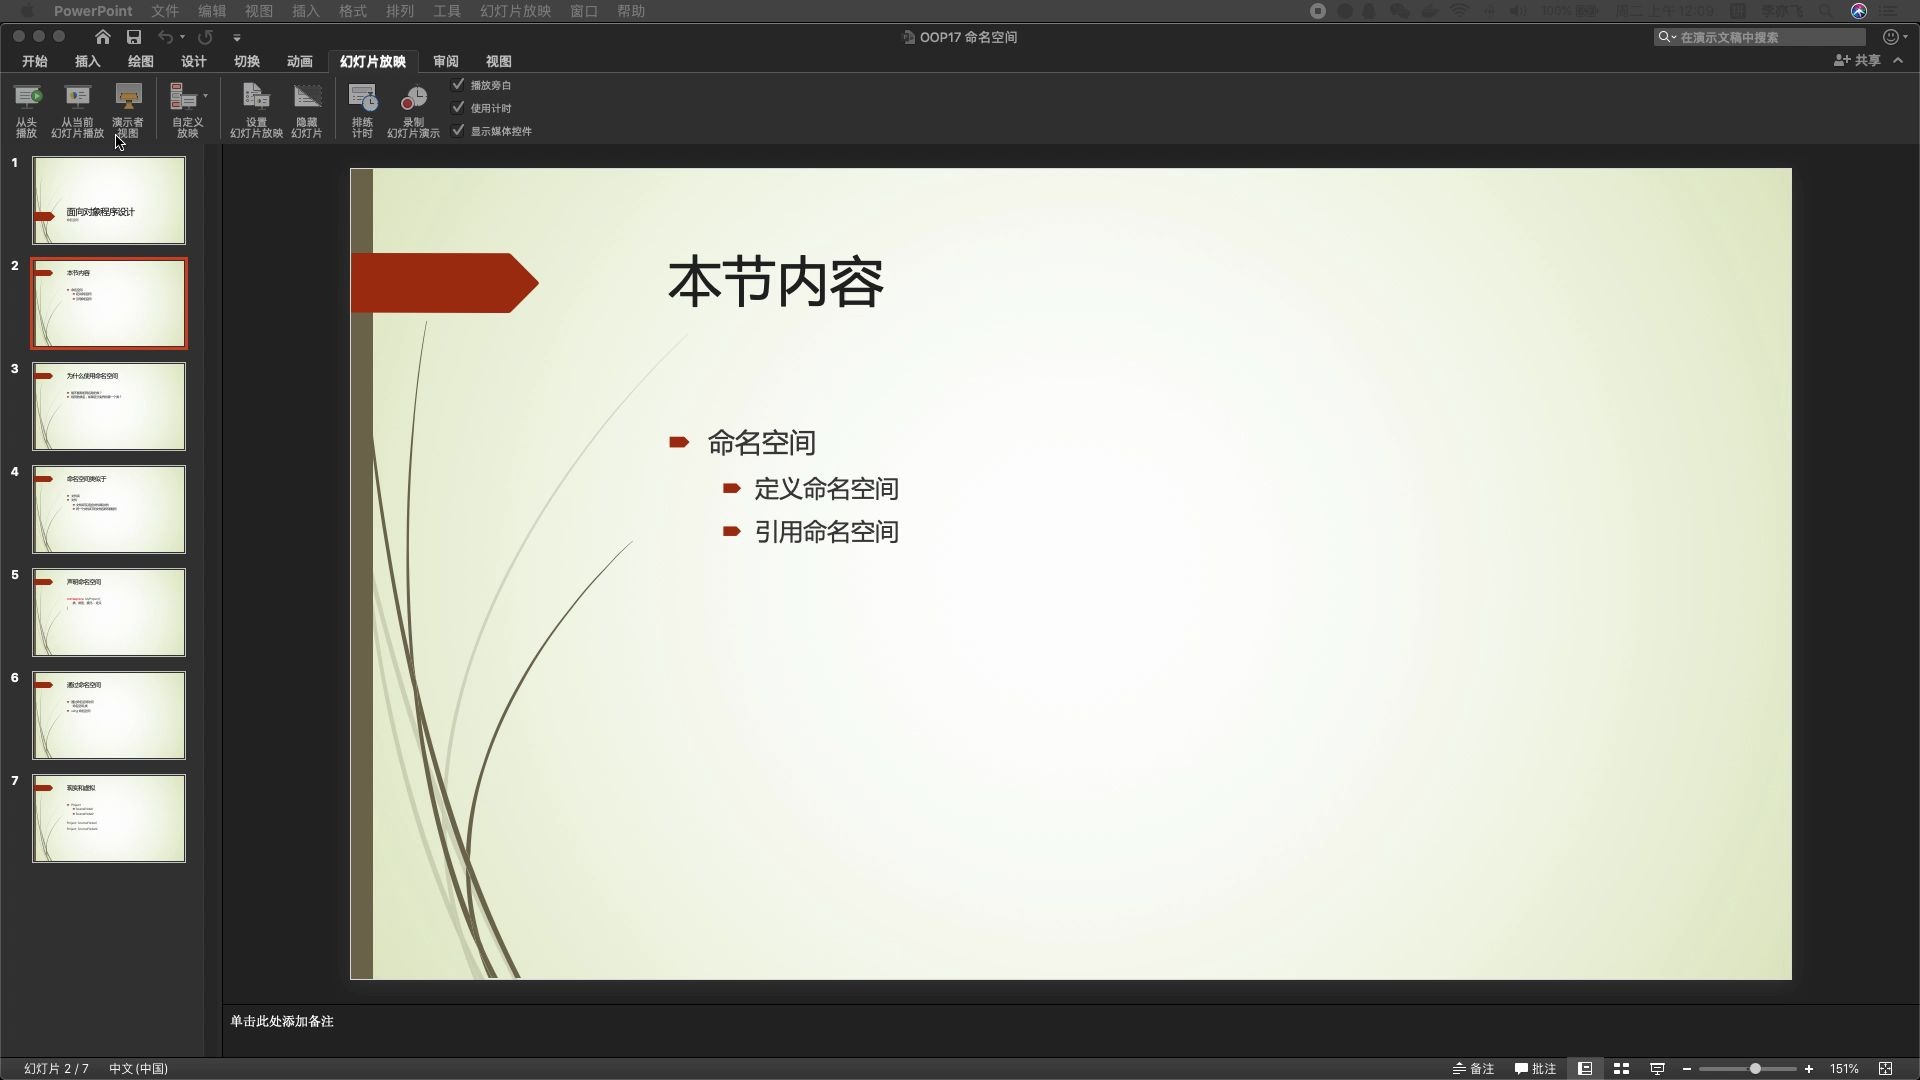 PowerPoint 文件 编辑 视图 插入 格式 排列 工具 幻灯片放映 窗口 帮助
100% 周二 上午 12:09
OOP17 命名空间
在演示文稿中搜索
开始 插入 绘图 设计 切换 动画 幻灯片放映 审阅 视图
共享
从头
播放
从当前
幻灯片播放
演示者
视图
自定义
放映
设置
幻灯片放映
隐藏
幻灯片
排练
计时
录制
幻灯片演示
播放旁白
使用计时
显示媒体控件
1
面向对象程序设计
2
本节内容
3
为什么使用命名空间
4
命名空间类似于
5
声明命名空间
6
通过命名空间
7
现实和虚拟
本节内容
命名空间
定义命名空间
引用命名空间
单击此处添加备注
幻灯片 2 / 7 中文 (中国)
备注 批注 151%